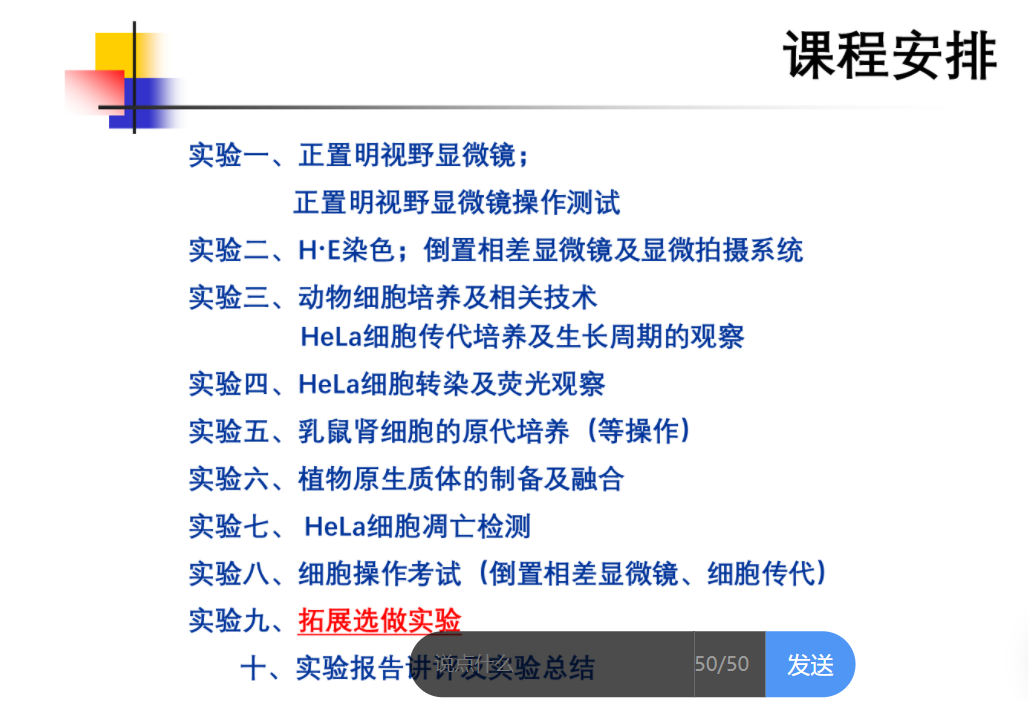 课程安排
实验一、正置明视野显微镜；
正置明视野显微镜操作测试
实验二、H·E染色；倒置相差显微镜及显微拍摄系统
实验三、动物细胞培养及相关技术
HeLa细胞传代培养及生长周期的观察
实验四、HeLa细胞转染及荧光观察
实验五、乳鼠肾细胞的原代培养（等操作）
实验六、植物原生质体的制备及融合
实验七、 HeLa细胞凋亡检测
实验八、细胞操作考试（倒置相差显微镜、细胞传代）
实验九、拓展选做实验
十、实验报告讲评及实验总结
说点什么 50/50 发送